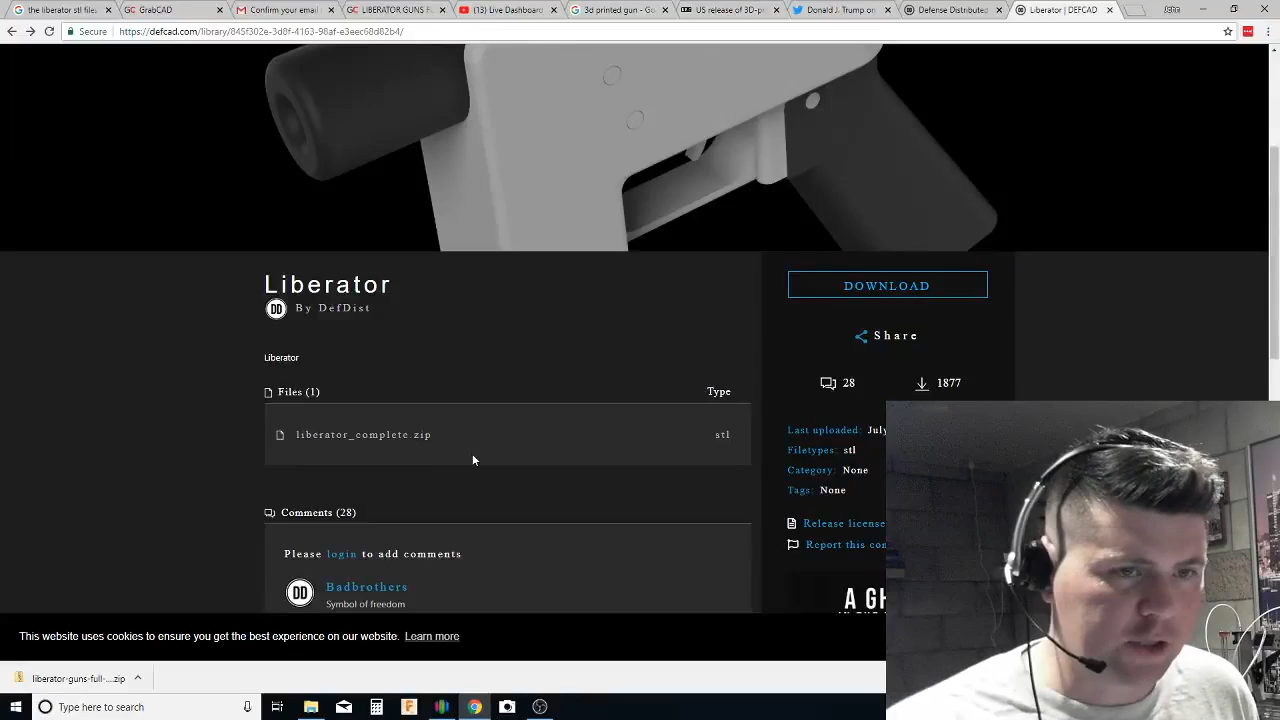 the liberator stl files
GrabCAD
Confirm your email
LIBERATOR GUNS FU
(13) Live Dashboard
3d printed gun - Go
US release of 3D-p
Donald J. Trump on
Defense Distributed
Liberator | DEFCAD
Secure
https://defcad.com/library/845f302e-3d8f-4163-98af-e3eec68d82b4/
Liberator
DD
By DefDist
Liberator
Files (1)
Type
liberator_complete.zip
stl
Comments (28)
Please login to add comments
DD
Badbrothers
Symbol of freedom
DOWNLOAD
Share
28
1877
Last uploaded: July
Filetypes: stl
Category: None
Tags: None
Release license
Report this con
A GH
This website uses cookies to ensure you get the best experience on our website. Learn more
liberator-guns-full-....zip
Type here to search